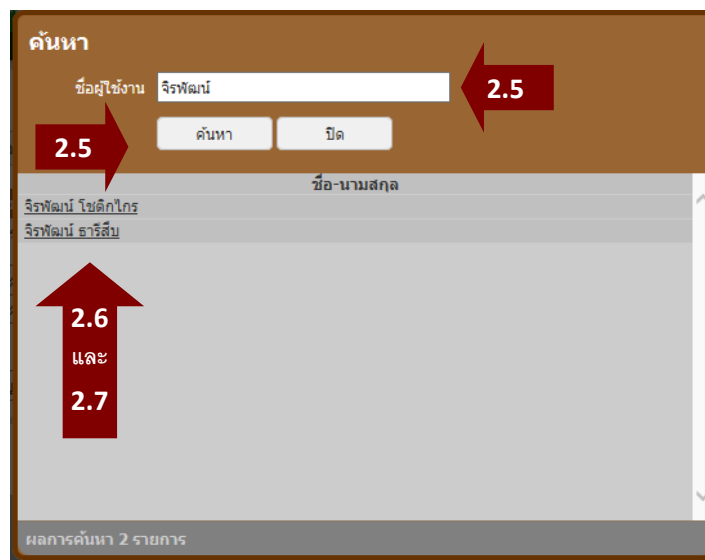 ค้นหา
ชื่อผู้ใช้งาน จิรพัฒน์ 2.5
2.5 ค้นหา ปิด
ชื่อ-นามสกุล
จิรพัฒน์ โชติกไกร
จิรพัฒน์ ธารีสืบ
2.6
และ
2.7
ผลการค้นหา 2 รายการ